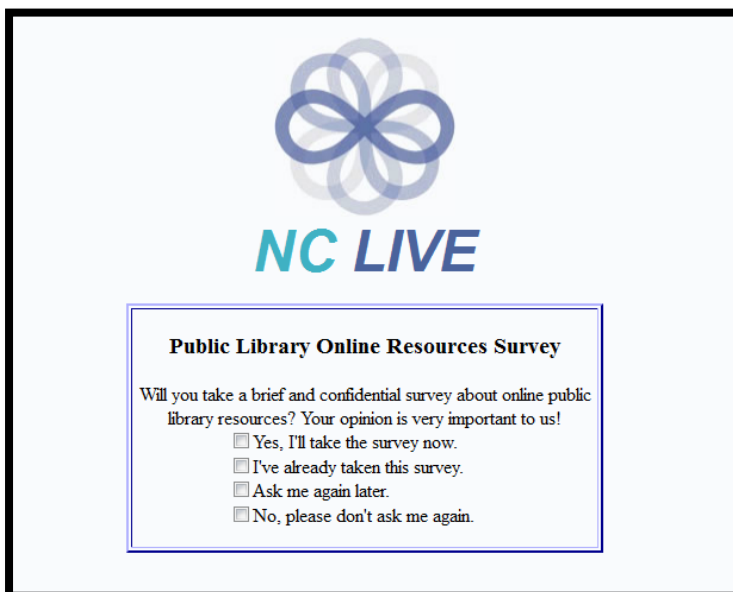 NC LIVE
Public Library Online Resources Survey
Will you take a brief and confidential survey about online public
library resources? Your opinion is very important to us!
Yes, I'll take the survey now.
I've already taken this survey.
Ask me again later.
No, please don't ask me again.